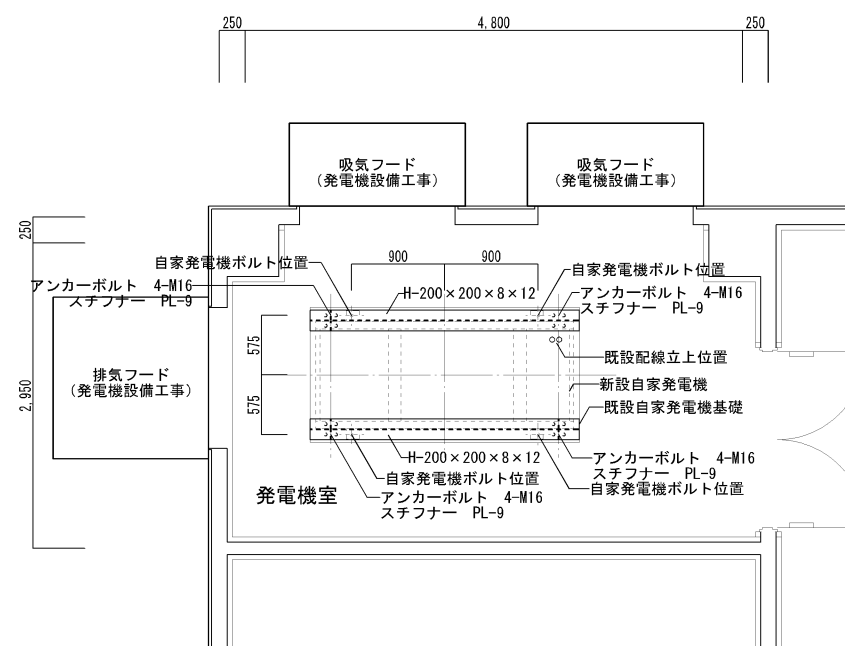 250
4,800
250
吸気フード
(発電機設備工事)
吸気フード
(発電機設備工事)
250
2,950
900
900
自家発電機ボルト位置
自家発電機ボルト位置
アンカーボルト 4-M16
スチフナー PL-9
H-200×200×8×12
アンカーボルト 4-M16
スチフナー PL-9
575
575
既設配線立上位置
新設自家発電機
既設自家発電機基礎
排気フード
(発電機設備工事)
H-200×200×8×12
アンカーボルト 4-M16
スチフナー PL-9
自家発電機ボルト位置
自家発電機ボルト位置
発電機室
アンカーボルト 4-M16
スチフナー PL-9